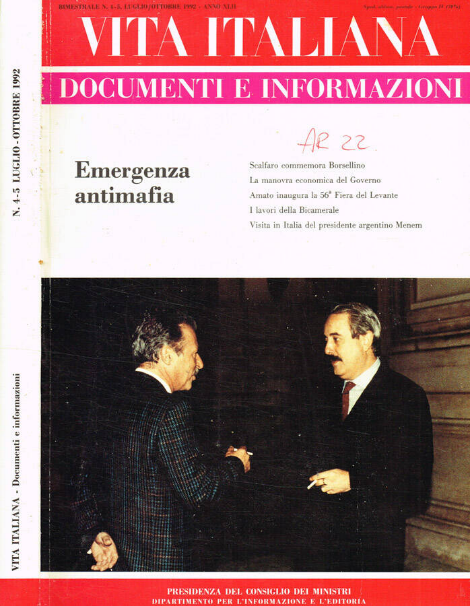 BIMESTRALE N. 4-5, LUGLIO/OTTOBRE 1992 - ANNO XLII
VITA ITALIANA
DOCUMENTI E INFORMAZIONI
AR 22
Emergenza
antimafia
Scalfaro commemora Borsellino
La manovra economica del Governo
Amato inaugura la 56ª Fiera del Levante
I lavori della Bicamerale
Visita in Italia del presidente argentino Menem
PRESIDENZA DEL CONSIGLIO DEI MINISTRI
DIPARTIMENTO PER L'INFORMAZIONE E L'EDITORIA
N. 4-5 LUGLIO-OTTOBRE 1992
VITA ITALIANA - Documenti e informazioni